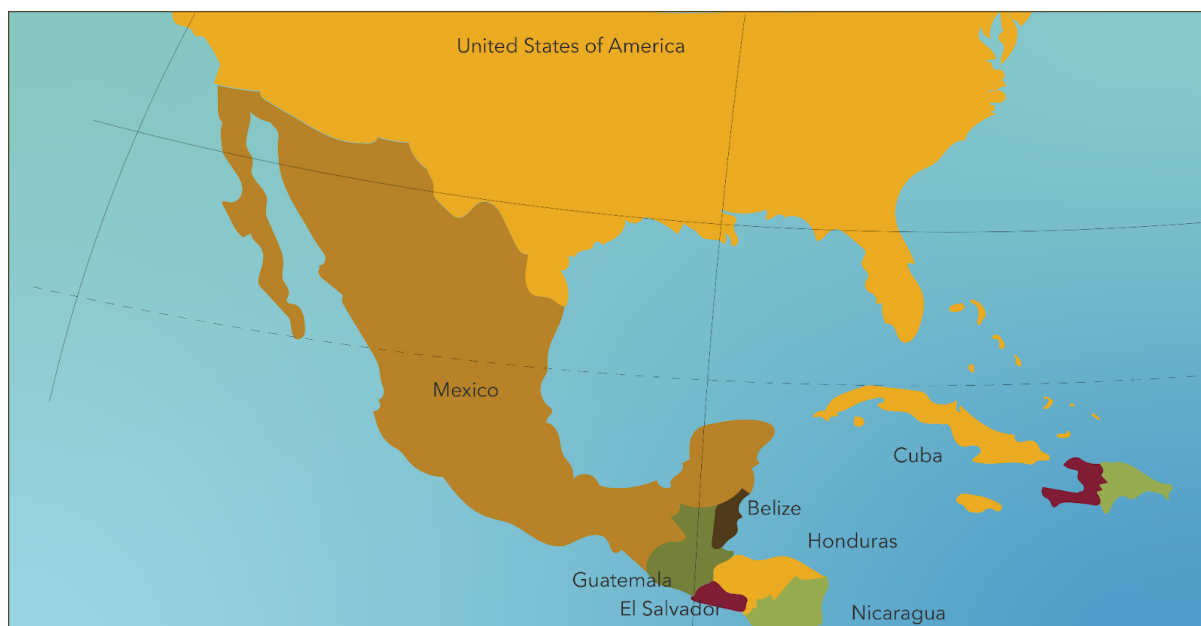 United States of America
Mexico
Cuba
Belize
Honduras
Guatemala
El Salvador
Nicaragua